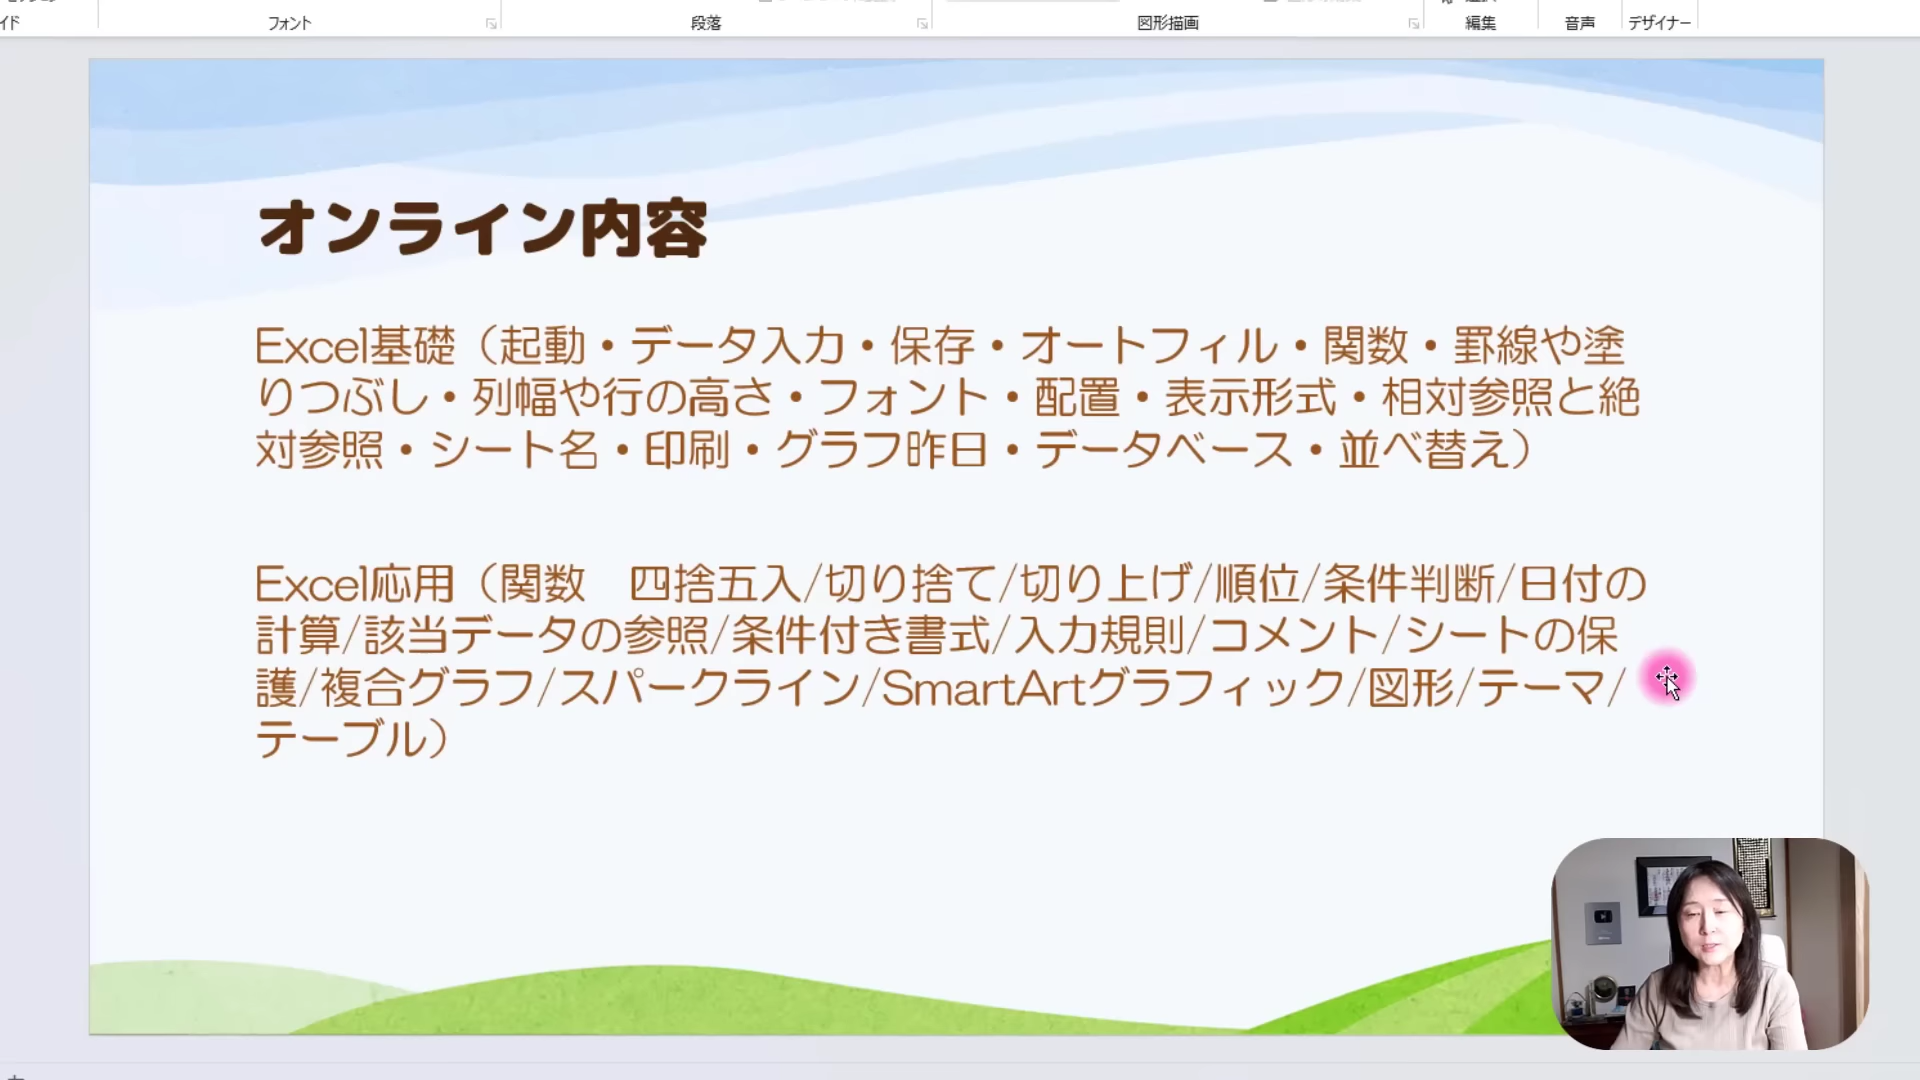 フォント
段落
図形描画
編集
音声
デザイナー
オンライン内容
Excel基礎（起動・データ入力・保存・オートフィル・関数・罫線や塗
りつぶし・列幅や行の高さ・フォント・配置・表示形式・相対参照と絶
対参照・シート名・印刷・グラフ昨日・データベース・並べ替え）
Excel応用（関数　四捨五入/切り捨て/切り上げ/順位/条件判断/日付の
計算/該当データの参照/条件付き書式/入力規則/コメント/シートの保
護/複合グラフ/スパークライン/SmartArtグラフィック/図形/テーマ/
テーブル）